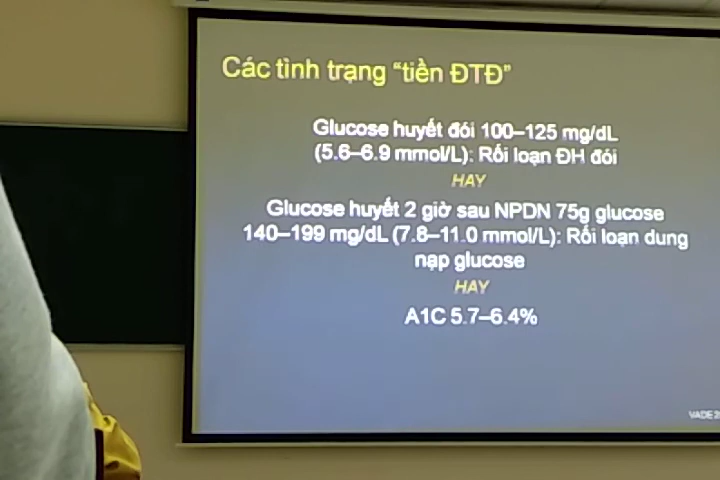 Các tình trạng “tiền ĐTĐ”
Glucose huyết đói 100–125 mg/dL
(5.6–6.9 mmol/L): Rối loạn ĐH đói
HAY
Glucose huyết 2 giờ sau NPDN 75g glucose
140–199 mg/dL (7.8–11.0 mmol/L): Rối loạn dung
nạp glucose
HAY
A1C 5.7–6.4%
VADE